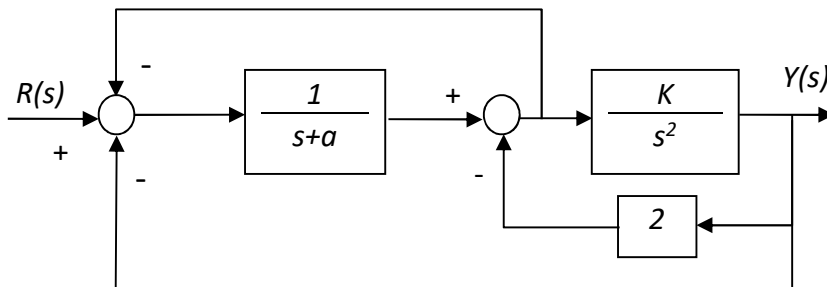 -
R(s)
+
1
s+a
+
-
K
s²
Y(s)
-
2